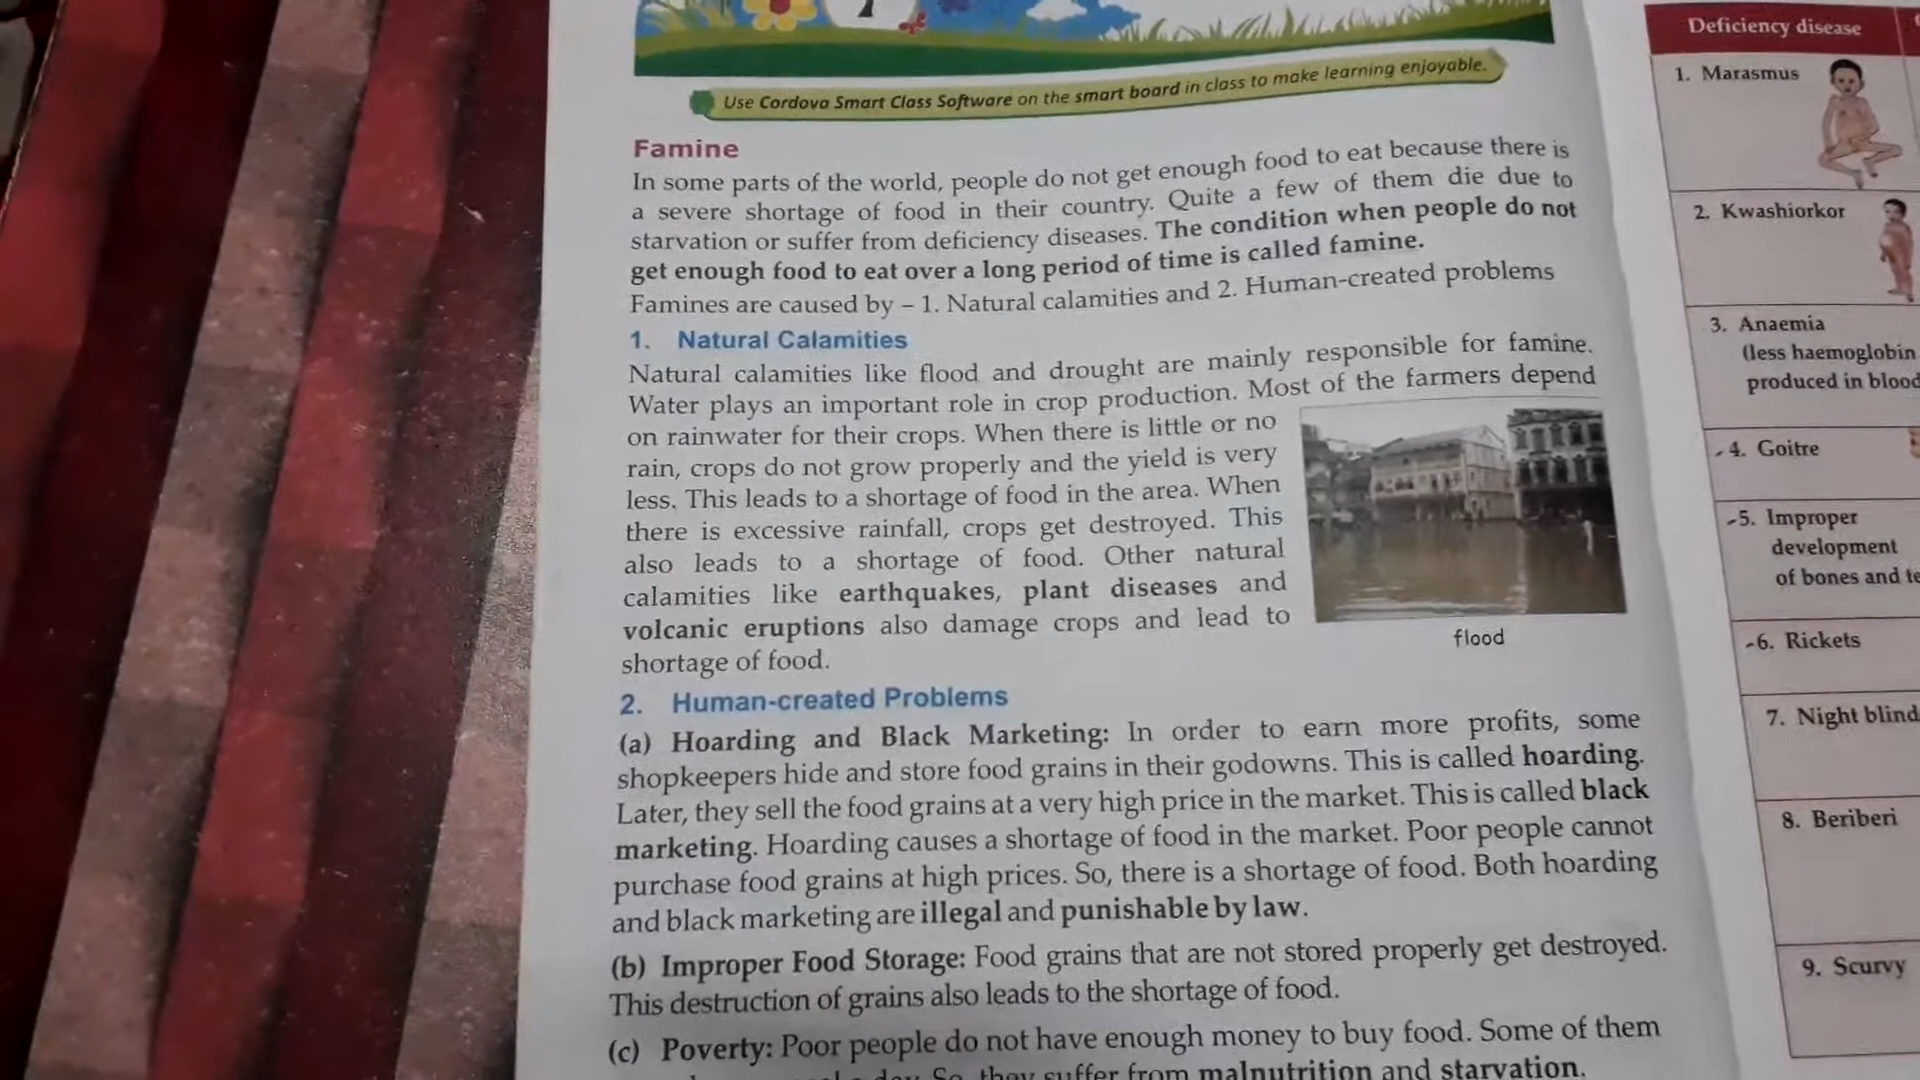 Use Cordova Smart Class Software on the smart board in class to make learning enjoyable.
Famine
In some parts of the world, people do not get enough food to eat because there is
a severe shortage of food in their country. Quite a few of them die due to
starvation or suffer from deficiency diseases. The condition when people do not
get enough food to eat over a long period of time is called famine.
Famines are caused by – 1. Natural calamities and 2. Human-created problems
1. Natural Calamities
Natural calamities like flood and drought are mainly responsible for famine.
Water plays an important role in crop production. Most of the farmers depend
on rainwater for their crops. When there is little or no
rain, crops do not grow properly and the yield is very
less. This leads to a shortage of food in the area. When
there is excessive rainfall, crops get destroyed. This
also leads to a shortage of food. Other natural
calamities like earthquakes, plant diseases and
volcanic eruptions also damage crops and lead to
shortage of food.
flood
2. Human-created Problems
(a) Hoarding and Black Marketing: In order to earn more profits, some
shopkeepers hide and store food grains in their godowns. This is called hoarding.
Later, they sell the food grains at a very high price in the market. This is called black
marketing. Hoarding causes a shortage of food in the market. Poor people cannot
purchase food grains at high prices. So, there is a shortage of food. Both hoarding
and black marketing are illegal and punishable by law.
(b) Improper Food Storage: Food grains that are not stored properly get destroyed.
This destruction of grains also leads to the shortage of food.
(c) Poverty: Poor people do not have enough money to buy food. Some of them
day. So, they suffer from malnutrition and starvation.
Deficiency disease
1. Marasmus
2. Kwashiorkor
3. Anaemia
(less haemoglobin
produced in blood
4. Goitre
5. Improper
development
of bones and
6. Rickets
7. Night
8. Beriberi
9. Scurvy